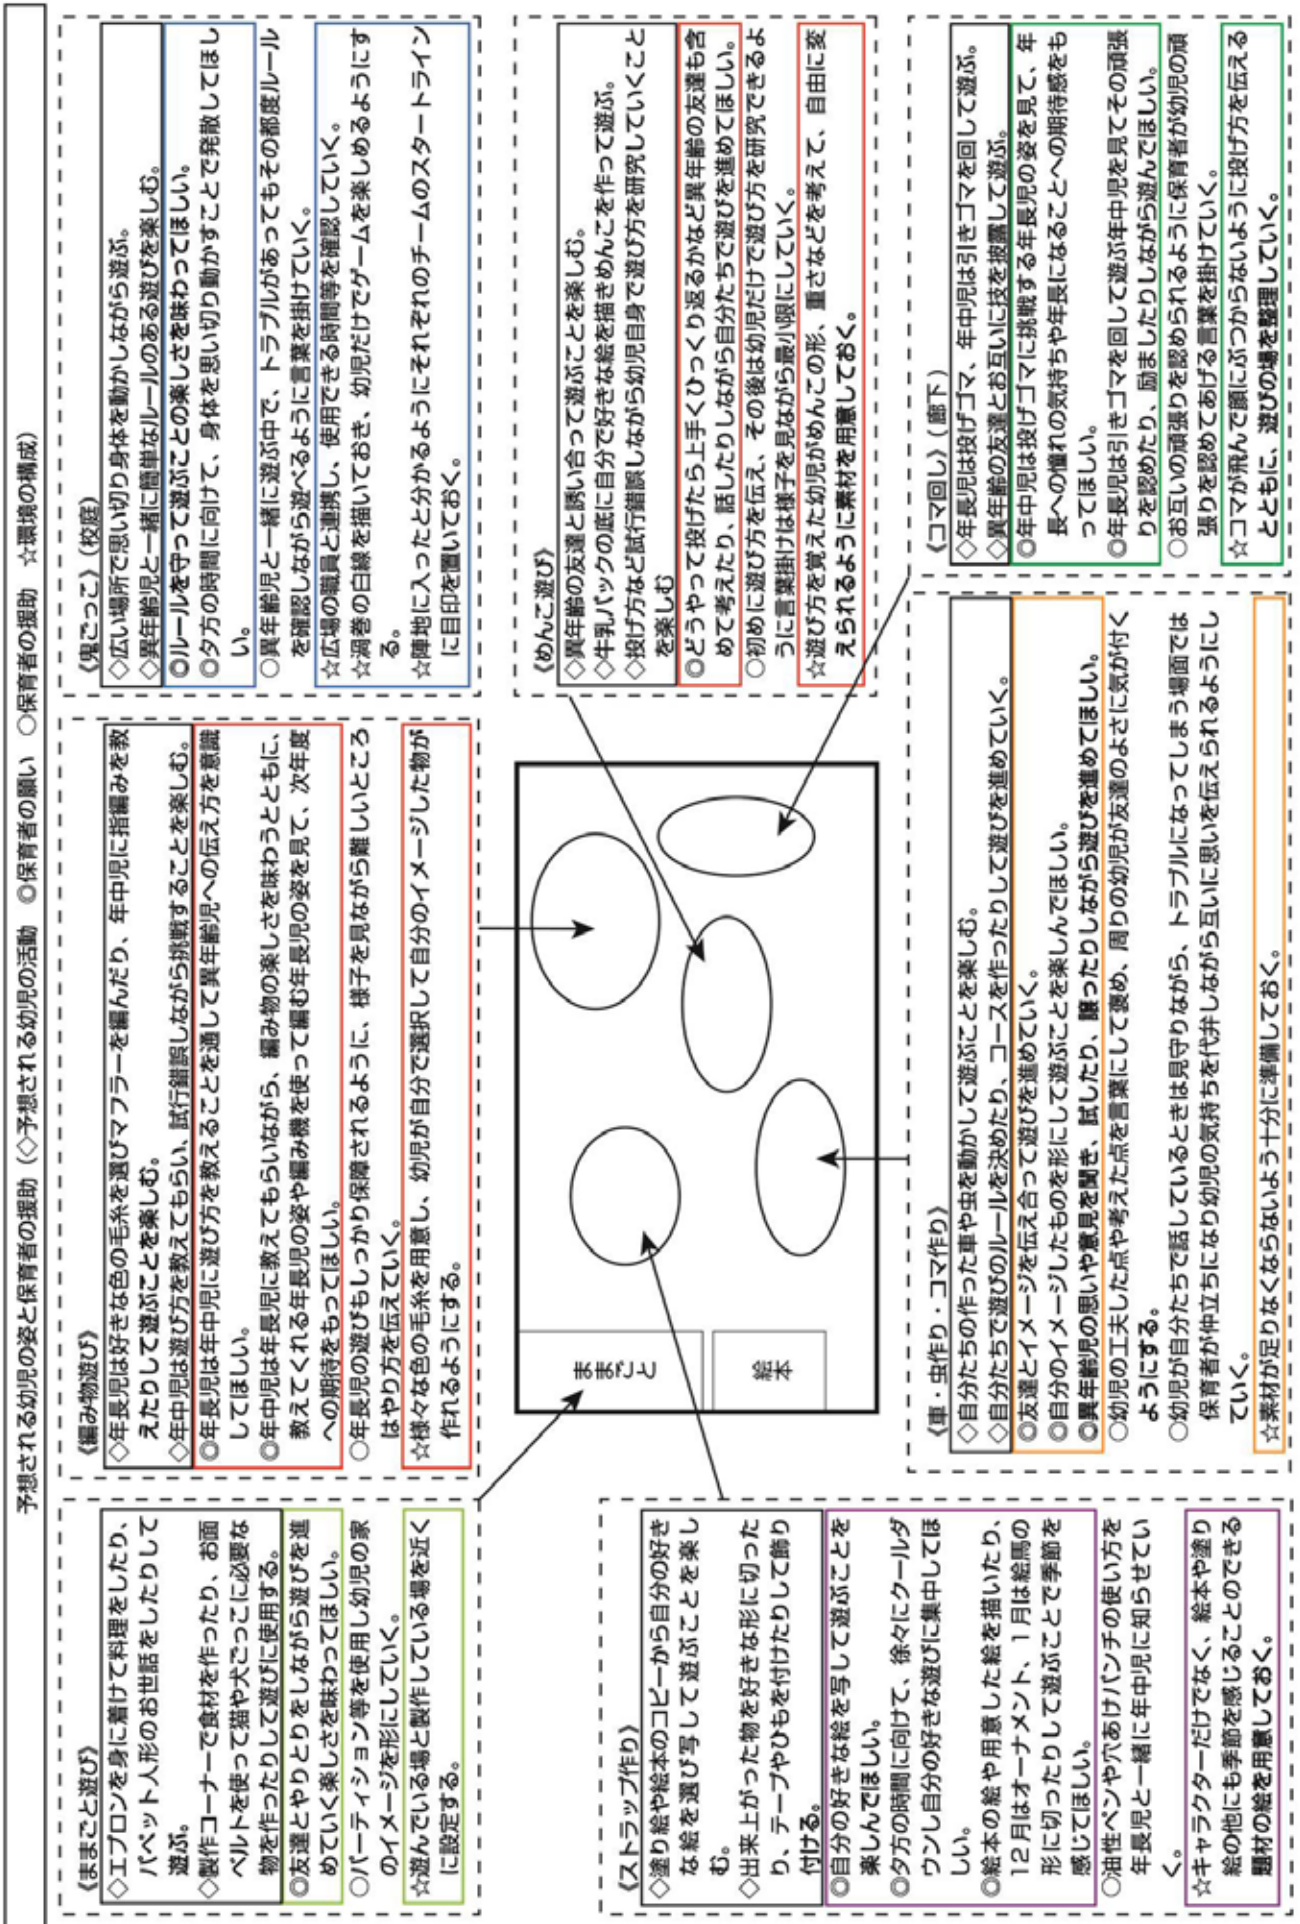 予想される幼児の姿と保育者の援助（◇予想される幼児の活動　◎保育者の願い　○保育者の援助　☆環境の構成）
《ままごと遊び》
◇エプロンを身に着けて料理をしたり、
パペット人形のお世話をしたりして
遊ぶ。
◇製作コーナーで食材を作ったり、お面
ベルトを使って猫や犬ごっこに必要な
物を作ったりして遊びに使用する。
◎友達とやりとりをしながら遊びを進
めていく楽しさを味わってほしい。
○パーティション等を使用し幼児の家
のイメージを形にしていく。
☆遊んでいる場と製作している場を近く
に設定する。
《編み物遊び》
◇年長児は好きな色の毛糸を選びマフラーを編んだり、年中児に指編みを教
えたりして遊ぶことを楽しむ。
◇年中児は遊び方を教えてもらい、試行錯誤しながら挑戦することを楽しむ。
◎年長児は年中児に遊び方を教えることを通して異年齢児への伝え方を意識
してほしい。
◎年中児は年長児に教えてもらいながら、編み物の楽しさを味わうとともに、
教えてくれる年長児の姿や編み機を使って編む年長児の姿を見て、次年度
への期待をもってほしい。
○年長児の遊びもしっかり保障されるように、様子を見ながら難しいところ
はやり方を伝えていく。
☆様々な色の毛糸を用意し、幼児が自分で選択して自分のイメージした物が
作れるようにする。
《鬼ごっこ》（校庭）
◇広い場所で思い切り身体を動かしながら遊ぶ。
◇異年齢児と一緒に簡単なルールのある遊びを楽しむ。
◎ルールを守って遊ぶことの楽しさを味わってほしい。
◎夕方の時間に向けて、身体を思い切り動かすことで発散してほし
い。
○異年齢児と一緒に遊ぶ中で、トラブルがあってもその都度ルール
を確認しながら遊べるように言葉を掛けていく。
☆広場の職員と連携し、使用できる時間等を確認していく。
☆渦巻の白線を描いておき、幼児だけでゲームを楽しめるようにす
る。
☆陣地に入ったと分かるようにそれぞれのチームのスタートライン
に目印を置いておく。
ままごと
絵本
《めんこ遊び》
◇異年齢の友達と誘い合って遊ぶことを楽しむ。
◇牛乳パックの底に自分で好きな絵を描きめんこを作って遊ぶ。
◇投げ方など試行錯誤しながら幼児自身で遊び方を研究していくこと
を楽しむ
◎どうやって投げたら上手くひっくり返るかなど異年齢の友達も含
めて考えたり、話したりしながら自分たちで遊びを進めてほしい。
○初めに遊び方を伝え、その後は幼児だけで遊び方を研究できるよ
うに言葉掛けは様子を見ながら最小限にしていく。
☆遊び方を覚えた幼児がめんこの形、重さなどを考えて、自由に変
えられるように素材を用意しておく。
《ストラップ作り》
◇塗り絵や絵本のコピーから自分の好き
な絵を選び写して遊ぶことを楽し
む。
◇出来上がった物を好きな形に切った
り、テープやひもを付けたりして飾り
付ける。
◎自分の好きな絵を写して遊ぶことを
楽しんでほしい。
◎夕方の時間に向けて、徐々にクールダ
ウンし自分の好きな遊びに集中してほ
しい。
◎絵本の絵や用意した絵を描いたり、
12月はオーナメント、1月は絵馬の
形に切ったりして遊ぶことで季節を
感じてほしい。
○油性ペンや穴あけパンチの使い方を
年長児と一緒に年中児に知らせてい
く。
☆キャラクターだけでなく、絵本や塗り
絵の他にも季節を感じることのできる
題材の絵を用意しておく。
《車・虫作り・コマ作り》
◇自分たちの作った車や虫を動かして遊ぶことを楽しむ。
◇自分たちで遊びのルールを決めたり、コースを作ったりして遊びを進めていく。
◎友達とイメージを伝え合って遊びを進めていく。
◎自分のイメージしたものを形にして遊ぶことを楽しんでほしい。
◎異年齢児の思いや意見を聞き、試したり、譲ったりしながら遊びを進めてほしい。
○幼児の工夫した点や考えた点を言葉にして褒め、周りの幼児が友達のよさに気が付く
ようにする。
○幼児が自分たちで話しているときは見守りながら、トラブルになってしまう場面では
保育者が仲立ちになり幼児の気持ちを代弁しながら互いに思いを伝えられるようにし
ていく。
☆素材が足りなくならないよう十分に準備しておく。
《コマ回し》（廊下）
◇年長児は投げゴマ、年中児は引きゴマを回して遊ぶ。
◇異年齢の友達とお互いに技を披露して遊ぶ。
◎年中児は投げゴマに挑戦する年長児の姿を見て、年
長への憧れの気持ちや年長になることへの期待感をも
ってほしい。
◎年長児は引きゴマを回して遊ぶ年中児を見てその頑張
りを認めたり、励ましたりしながら遊んでほしい。
○お互いの頑張りを認められるように保育者が幼児の頑
張りを認めてあげる言葉を掛けていく。
☆コマが飛んで顔にぶつからないように投げ方を伝える
とともに、遊びの場を整理していく。